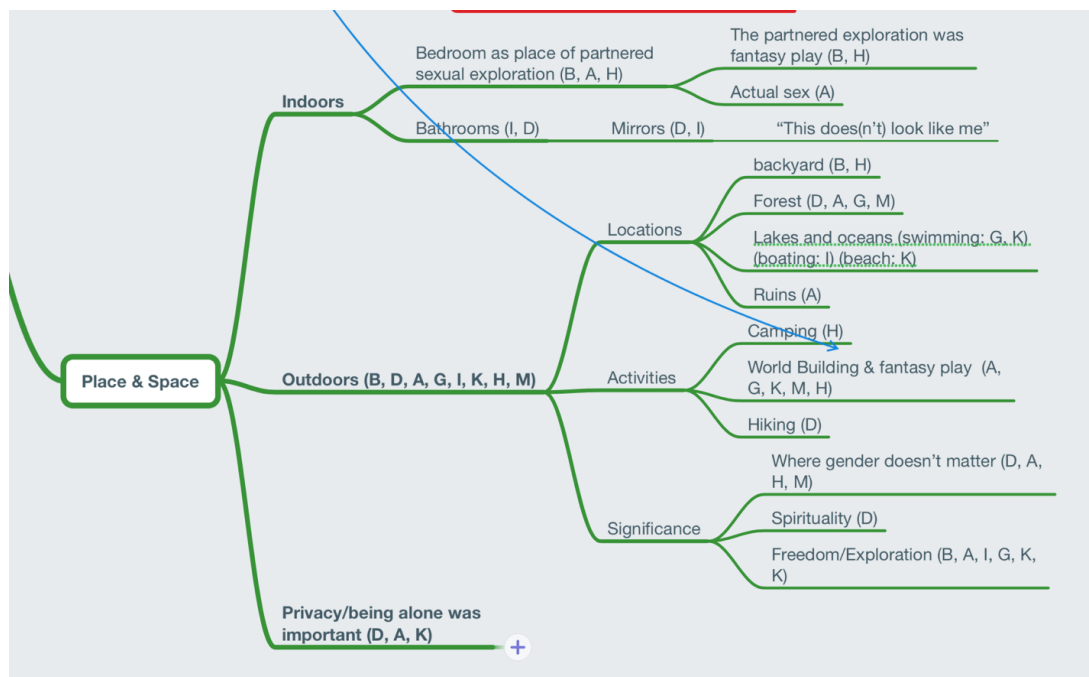 The partnered exploration was
fantasy play (B, H)
Bedroom as place of partnered
sexual exploration (B, A, H)
Actual sex (A)
Indoors
Bathrooms (I, D)
Mirrors (D, I)
“This does(n’t) look like me”
backyard (B, H)
Forest (D, A, G, M)
Locations
Lakes and oceans (swimming: G, K)
(boating: I) (beach: K)
Ruins (A)
Camping (H)
Place & Space
Outdoors (B, D, A, G, I, K, H, M)
Activities
World Building & fantasy play  (A,
G, K, M, H)
Hiking (D)
Where gender doesn’t matter (D, A,
H, M)
Significance
Spirituality (D)
Freedom/Exploration (B, A, I, G, K,
K)
Privacy/being alone was
important (D, A, K)